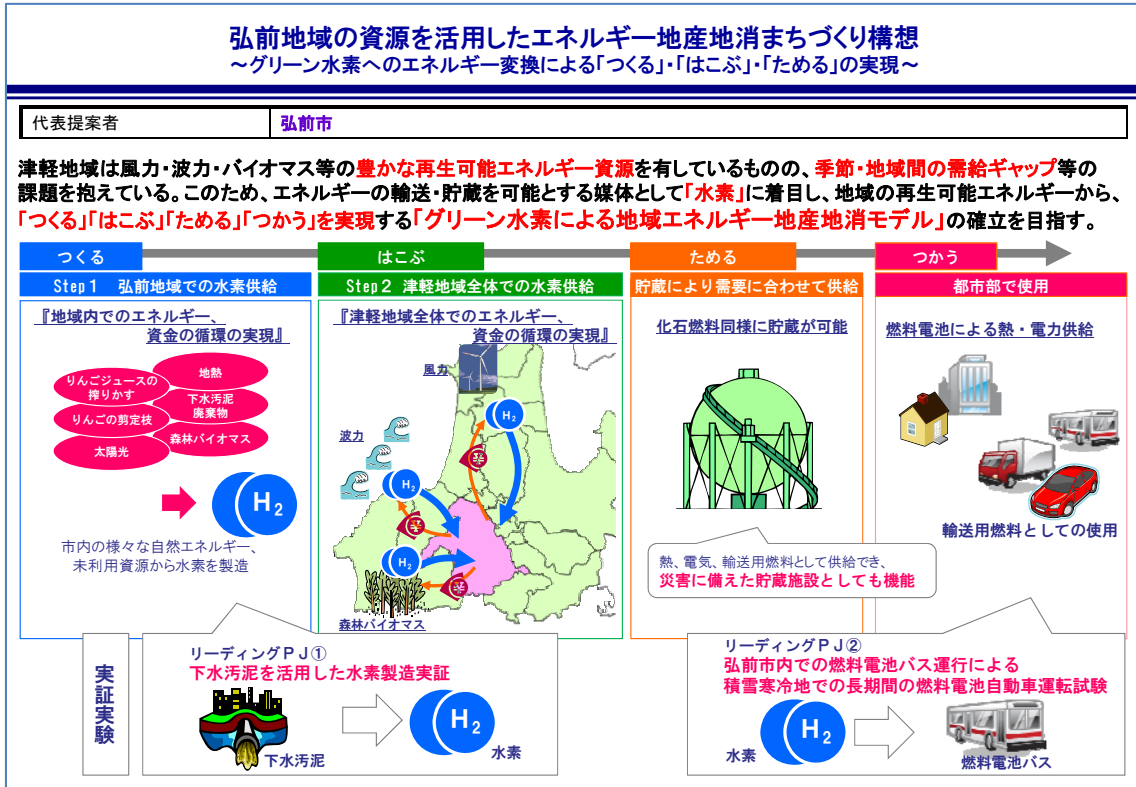 弘前地域の資源を活用したエネルギー地産地消まちづくり構想
～グリーン水素へのエネルギー変換による「つくる」・「はこぶ」・「ためる」の実現～
代表提案者
弘前市
津軽地域は風力・波力・バイオマス等の豊かな再生可能エネルギー資源を有しているものの、季節・地域間の需給ギャップ等の
課題を抱えている。このため、エネルギーの輸送・貯蔵を可能とする媒体として「水素」に着目し、地域の再生可能エネルギーから、
「つくる」「はこぶ」「ためる」「つかう」を実現する「グリーン水素による地域エネルギー地産地消モデル」の確立を目指す。
つくる
Step1 弘前地域での水素供給
『地域内でのエネルギー、
資金の循環の実現』
りんごジュースの
搾りかす
地熱
りんごの剪定枝
下水汚泥
廃棄物
太陽光
森林バイオマス
H2
市内の様々な自然エネルギー、
未利用資源から水素を製造
はこぶ
Step2 津軽地域全体での水素供給
『津軽地域全体でのエネルギー、
資金の循環の実現』
風力
H2
波力
H2
H2
森林バイオマス
ためる
貯蔵により需要に合わせて供給
化石燃料同様に貯蔵が可能
熱、電気、輸送用燃料として供給でき、
災害に備えた貯蔵施設としても機能
つかう
都市部で使用
燃料電池による熱・電力供給
輸送用燃料としての使用
実証実験
リーディングPJ①
下水汚泥を活用した水素製造実証
下水汚泥
H2
水素
リーディングPJ②
弘前市内での燃料電池バス運行による
積雪寒冷地での長期間の燃料電池自動車運転試験
水素
H2
燃料電池バス